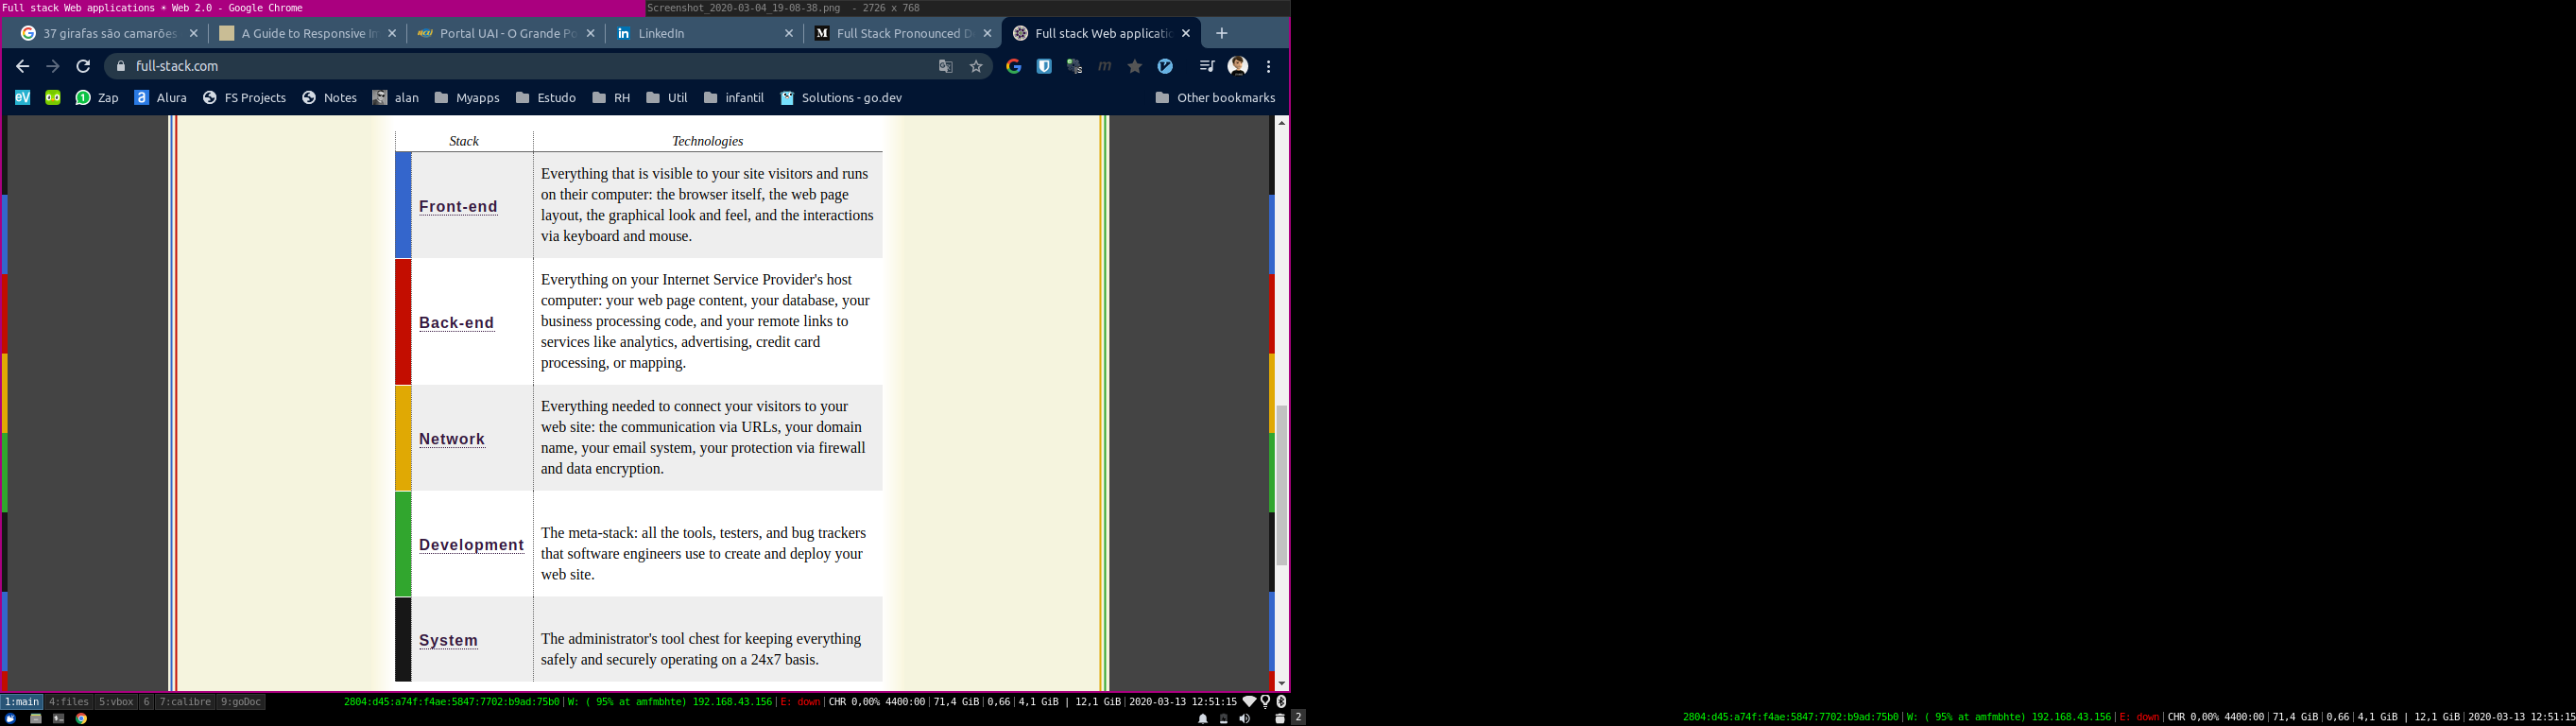 Full stack Web applications * Web 2.0 - Google Chrome
Screenshot_2020-03-04_19-08-38.png - 2726 x 768
37 girafas são camarões
A Guide to Responsive In
Portal UAI - O Grande Po
LinkedIn
Full Stack Pronounced D
Full stack Web applicatio
full-stack.com
Zap
Alura
FS Projects
Notes
alan
Myapps
Estudo
RH
Util
infantil
Solutions - go.dev
Other bookmarks
Stack
Technologies
Front-end
Everything that is visible to your site visitors and runs
on their computer: the browser itself, the web page
layout, the graphical look and feel, and the interactions
via keyboard and mouse.
Back-end
Everything on your Internet Service Provider's host
computer: your web page content, your database, your
business processing code, and your remote links to
services like analytics, advertising, credit card
processing, or mapping.
Network
Everything needed to connect your visitors to your
web site: the communication via URLs, your domain
name, your email system, your protection via firewall
and data encryption.
Development
The meta-stack: all the tools, testers, and bug trackers
that software engineers use to create and deploy your
web site.
System
The administrator's tool chest for keeping everything
safely and securely operating on a 24x7 basis.
1:main 4:files 5:vbox 6 7:calibre 9:goDoc
2804:d45:a74f:f4ae:5847:7702:b9ad:75b0|W: ( 95% at amfmbhte) 192.168.43.156|E: down|CHR 0,00% 4400:00|71,4 GiB|0,66|4,1 GiB | 12,1 GiB|2020-03-13 12:51:15
2
2804:d45:a74f:f4ae:5847:7702:b9ad:75b0|W: ( 95% at amfmbhte) 192.168.43.156|E: down|CHR 0,00% 4400:00|71,4 GiB|0,66|4,1 GiB | 12,1 GiB|2020-03-13 12:51:1